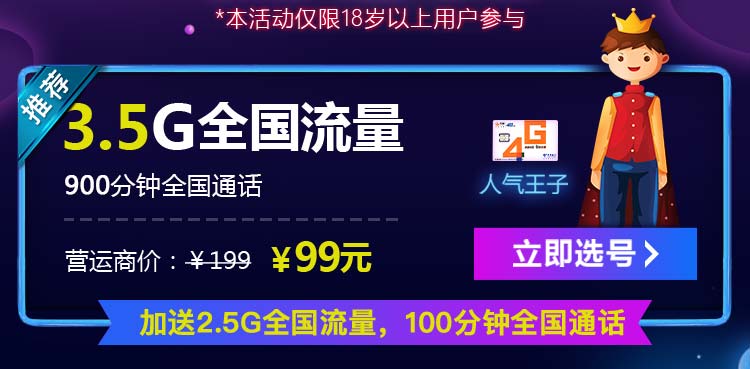 *本活动仅限18岁以上用户参与
推荐
3.5G全国流量
900分钟全国通话
4G
人气王子
营运商价：￥199 ￥99元
立即选号
加送2.5G全国流量，100分钟全国通话